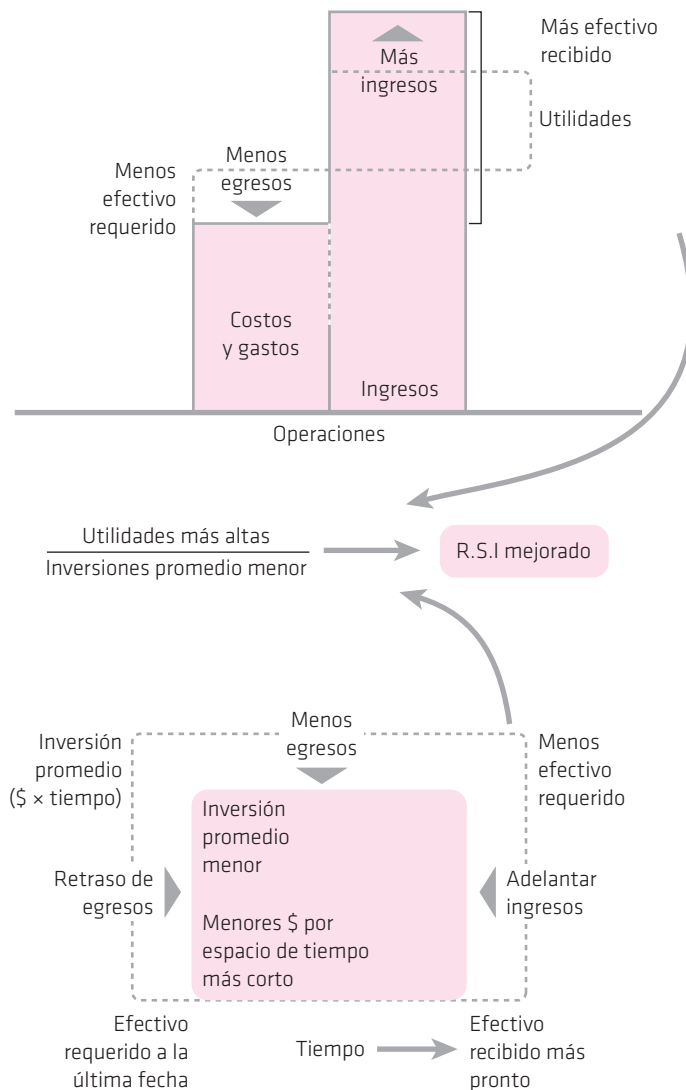 Más efectivo
recibido
Más
ingresos
Utilidades
Menos
egresos
Menos
efectivo
requerido
Costos
y gastos
Ingresos
Operaciones
Utilidades más altas
Inversiones promedio menor
R.S.I mejorado
Menos
egresos
Inversión
promedio
($ × tiempo)
Menos
efectivo
requerido
Inversión
promedio
menor
Retraso de
egresos
Adelantar
ingresos
Menores $ por
espacio de tiempo
más corto
Efectivo
requerido a la
última fecha
Tiempo
Efectivo
recibido más
pronto